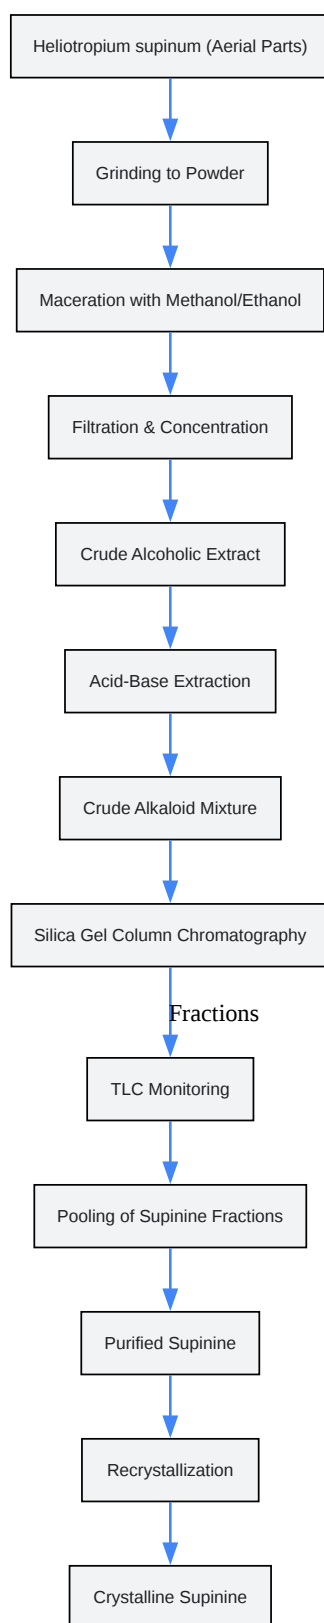 Heliotropium supinum (Aerial Parts)
Grinding to Powder
Maceration with Methanol/Ethanol
Filtration & Concentration
Crude Alcoholic Extract
Acid-Base Extraction
Crude Alkaloid Mixture
Silica Gel Column Chromatography
Fractions
TLC Monitoring
Pooling of Supinine Fractions
Purified Supinine
Recrystallization
Crystalline Supinine